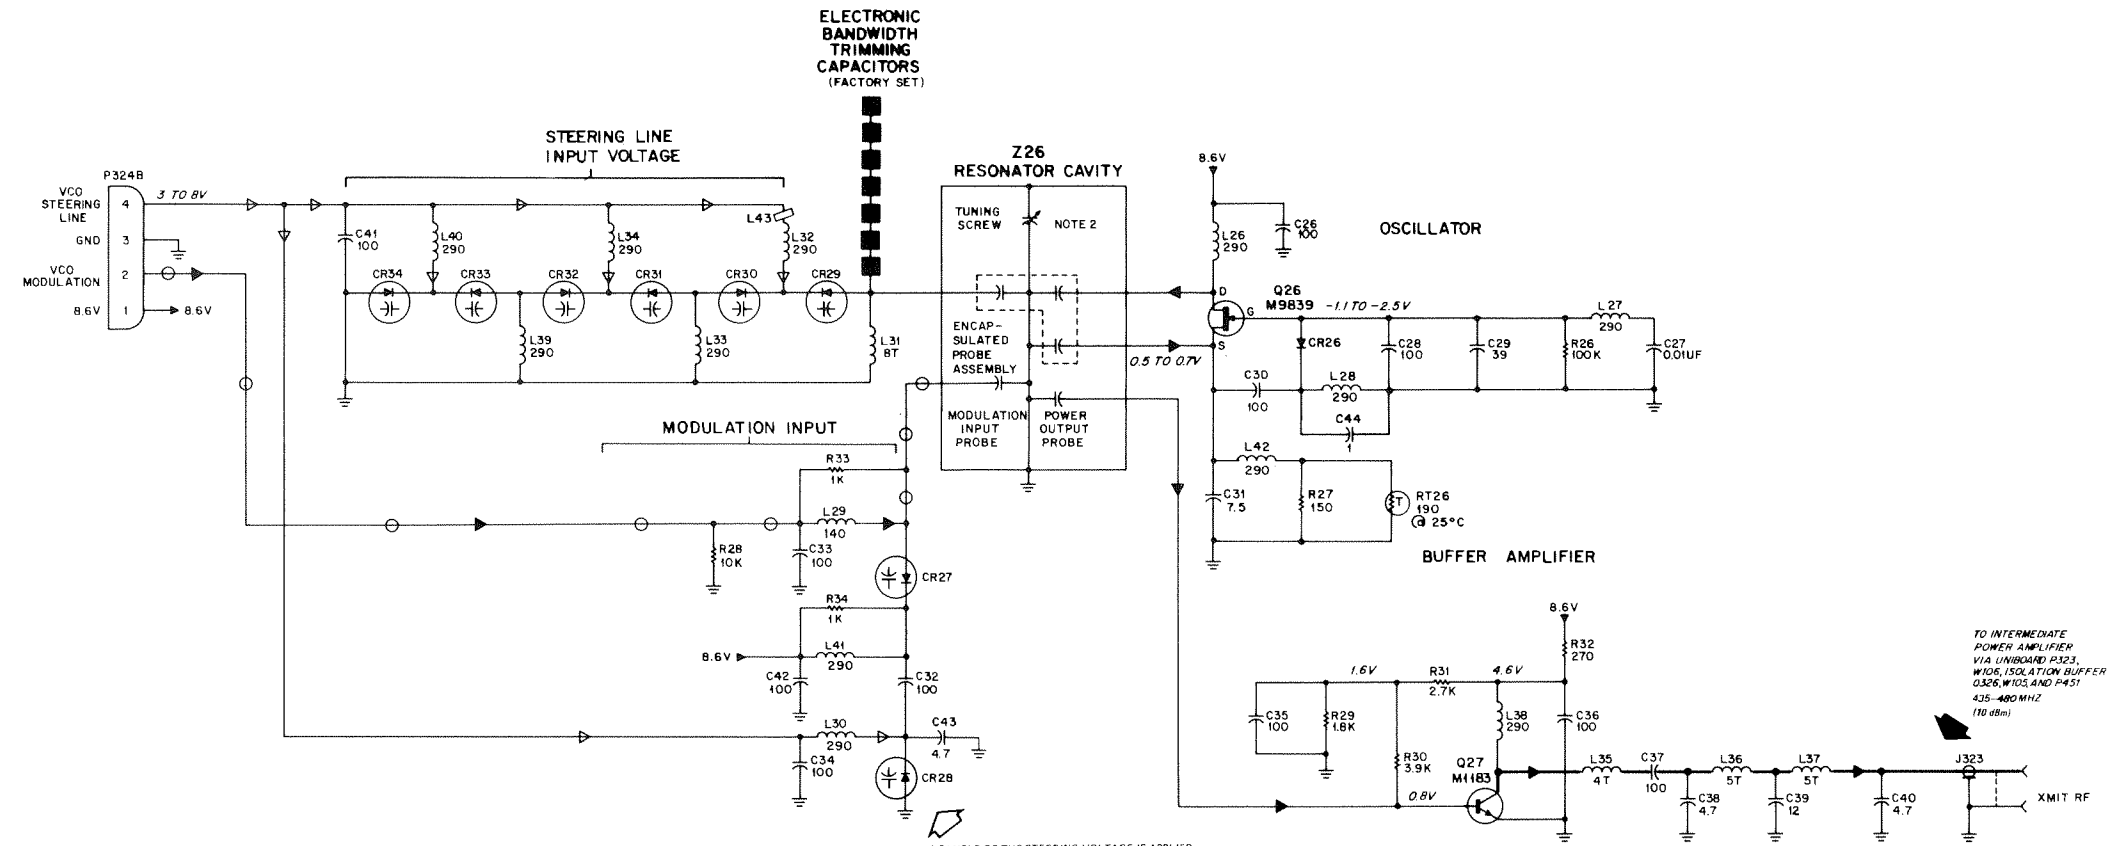 ELECTRONIC
BANDWIDTH
TRIMMING
CAPACITORS
(FACTORY SET)
STEERING LINE
INPUT VOLTAGE
P324B
VCO
STEERING
LINE
4
3 TO 8V
GND
3
VCO
MODULATION
2
8.6V
1
8.6V
C41
100
L40
290
L34
290
L43
L32
290
CR34
CR33
CR32
CR31
CR30
CR29
L39
290
L33
290
L31
8T
Z26
RESONATOR CAVITY
TUNING
SCREW
NOTE 2
ENCAP-
SULATED
PROBE
ASSEMBLY
MODULATION
INPUT
PROBE
POWER
OUTPUT
PROBE
8.6V
L26
290
C26
100
OSCILLATOR
D
G
S
Q26
M9839
-1.1 TO -2.5V
0.5 TO 0.7V
CR26
C28
100
C29
39
R26
100K
L27
290
C27
0.01UF
C30
100
L28
290
C44
1
L42
290
C31
7.5
R27
150
T
RT26
190
@ 25°C
MODULATION INPUT
R33
1K
L29
140
R28
10K
C33
100
CR27
R34
1K
8.6V
L41
290
C42
100
C32
100
L30
290
C43
4.7
C34
100
CR28
BUFFER AMPLIFIER
8.6V
R32
270
1.6V
R31
2.7K
4.6V
C35
100
R29
1.8K
L38
290
C36
100
R30
3.9K
0.8V
Q27
M1183
L35
4T
C37
100
L36
5T
L37
5T
C38
4.7
C39
12
C40
4.7
J323
XMIT RF
TO INTERMEDIATE
POWER AMPLIFIER
VIA UNIBOARD P323,
W106, ISOLATION BUFFER
0326, W105, AND P451
435-480 MHZ
(10 dBm)